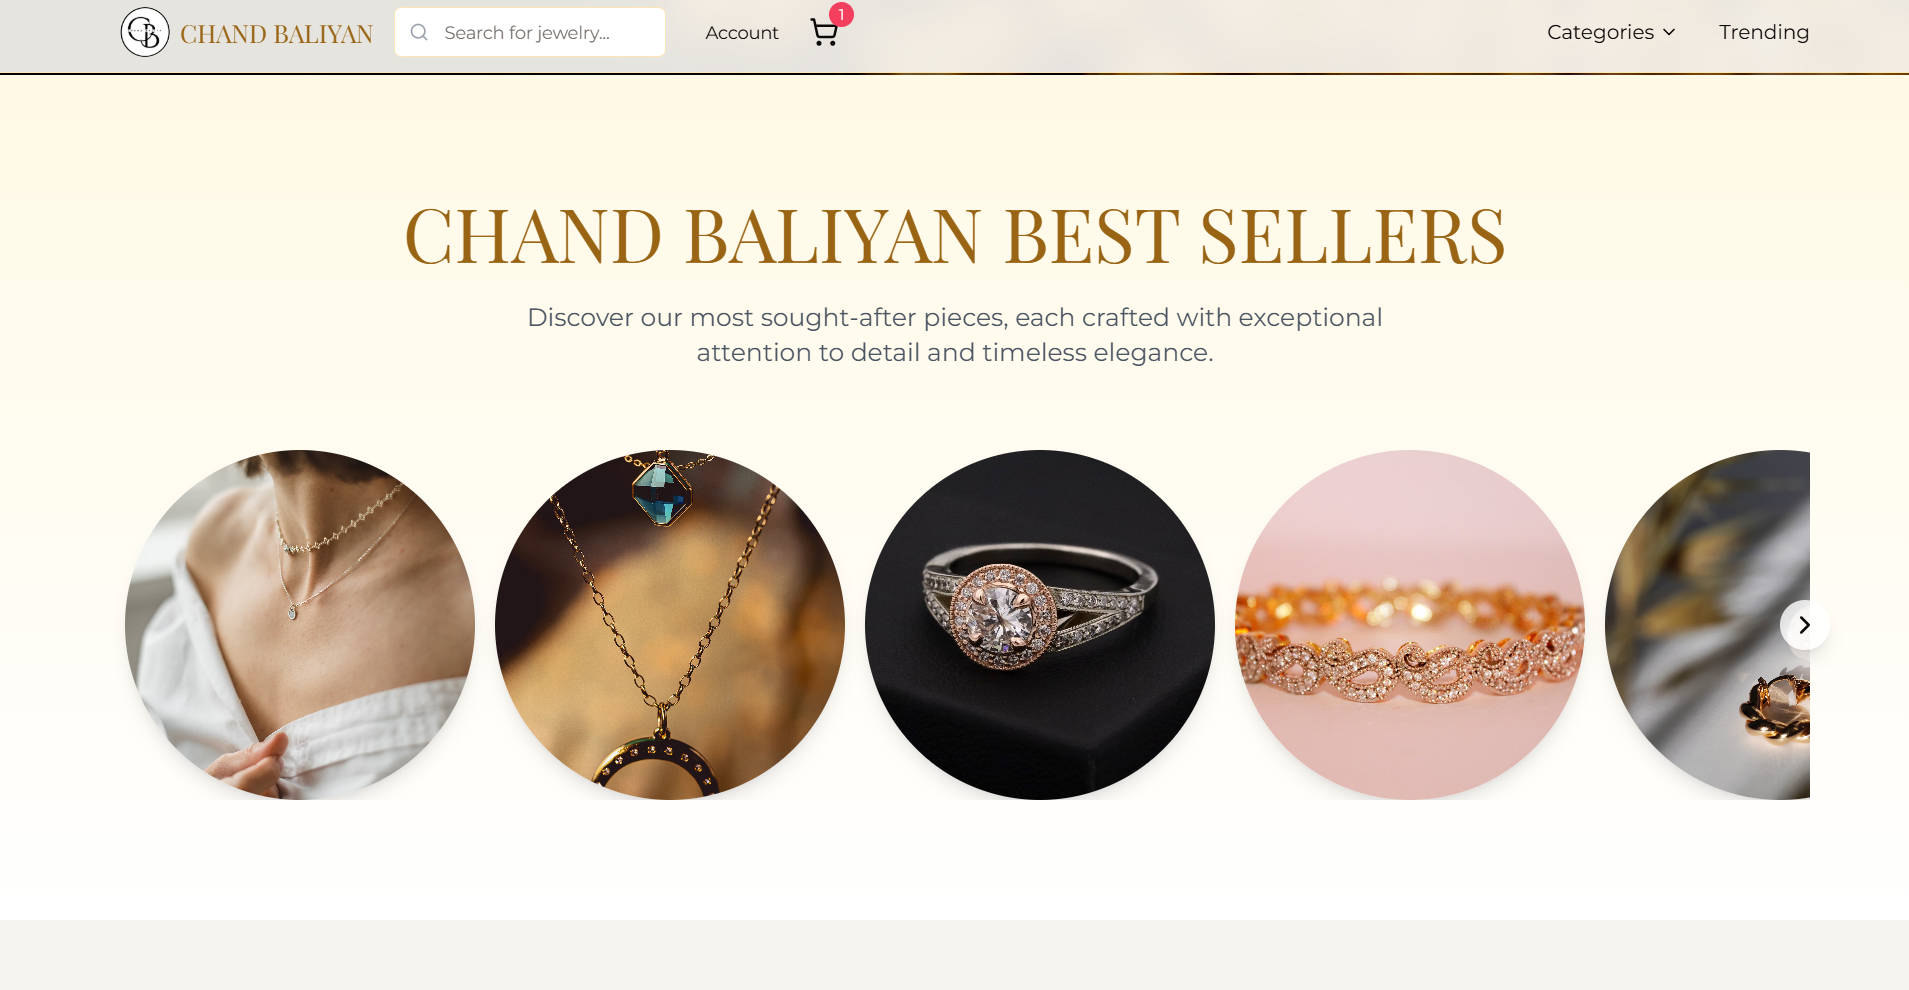 CB
CHAND BALIYAN
Search for jewelry...
Account
1
Categories
Trending
CHAND BALIYAN BEST SELLERS
Discover our most sought-after pieces, each crafted with exceptional
attention to detail and timeless elegance.